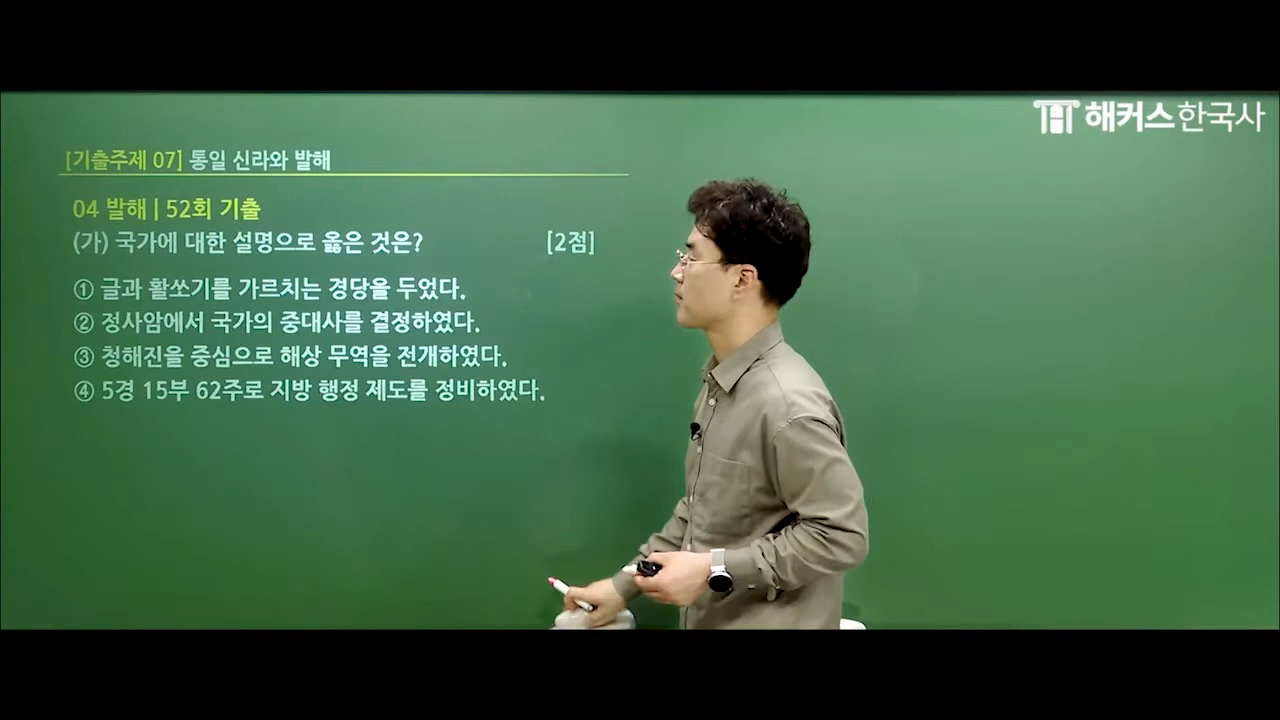 해커스한국사
[기출주제 07] 통일 신라와 발해
04 발해 | 52회 기출
(가) 국가에 대한 설명으로 옳은 것은? [2점]
① 글과 활쏘기를 가르치는 경당을 두었다.
② 정사암에서 국가의 중대사를 결정하였다.
③ 청해진을 중심으로 해상 무역을 전개하였다.
④ 5경 15부 62주로 지방 행정 제도를 정비하였다.